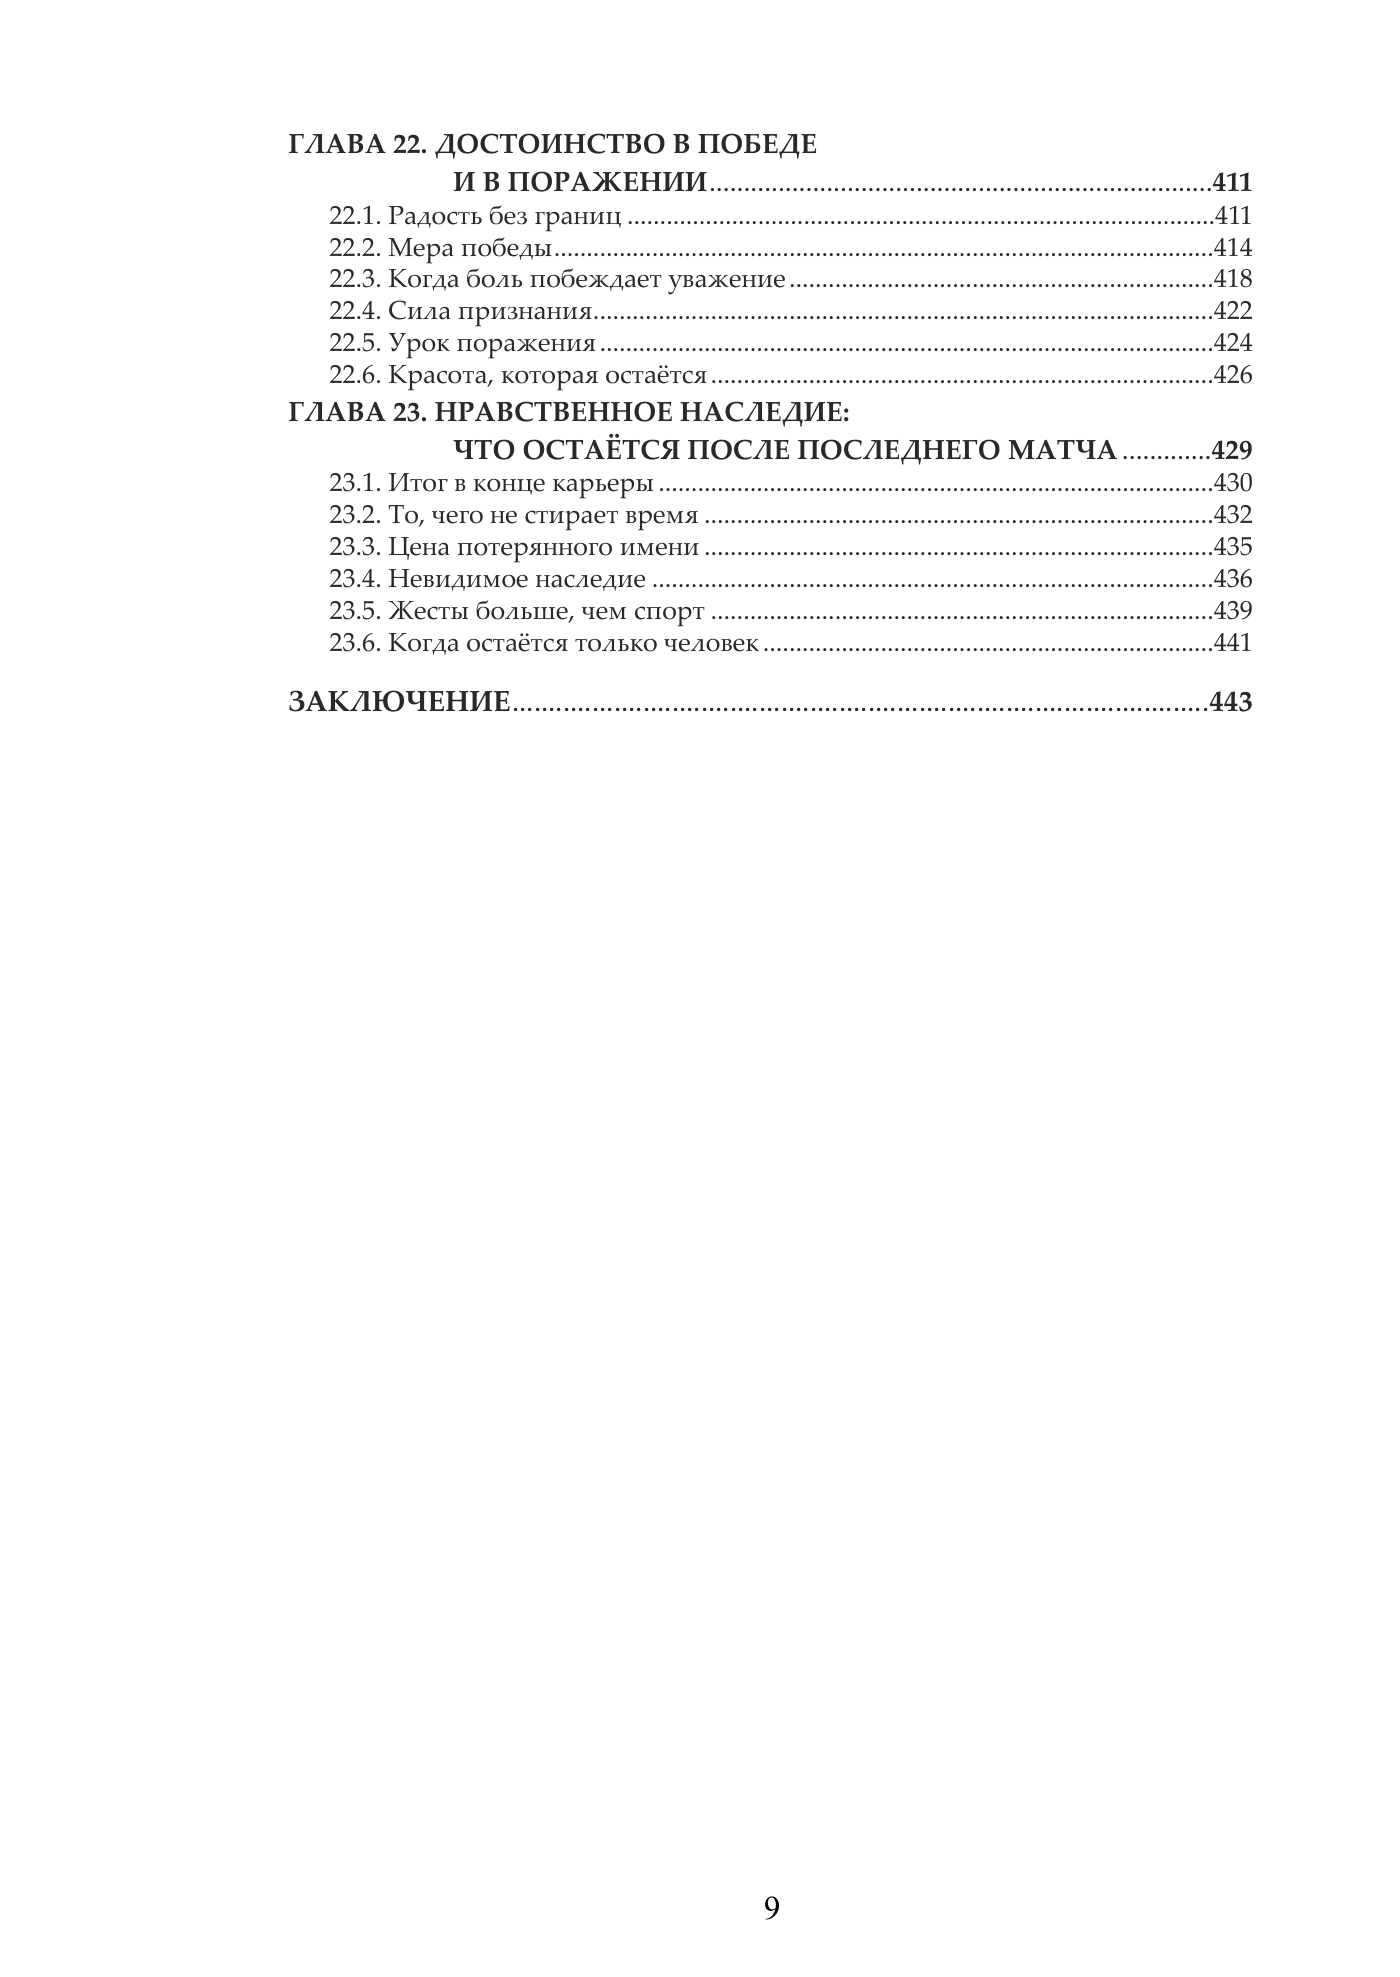 ГЛАВА 22. ДОСТОИНСТВО В ПОБЕДЕ
И В ПОРАЖЕНИИ..........................................................................411
22.1. Радость без границ ..........................................................................................411
22.2. Мера победы.....................................................................................................414
22.3. Когда боль побеждает уважение .................................................................418
22.4. Сила признания...............................................................................................422
22.5. Урок поражения ..............................................................................................424
22.6. Красота, которая остаётся .............................................................................426
ГЛАВА 23. НРАВСТВЕННОЕ НАСЛЕДИЕ:
ЧТО ОСТАЁТСЯ ПОСЛЕ ПОСЛЕДНЕГО МАТЧА .............429
23.1. Итог в конце карьеры .....................................................................................430
23.2. То, чего не стирает время ..............................................................................432
23.3. Цена потерянного имени ..............................................................................435
23.4. Невидимое наследие ......................................................................................436
23.5. Жесты больше, чем спорт .............................................................................439
23.6. Когда остаётся только человек .....................................................................441
ЗАКЛЮЧЕНИЕ................................................................................................443
9